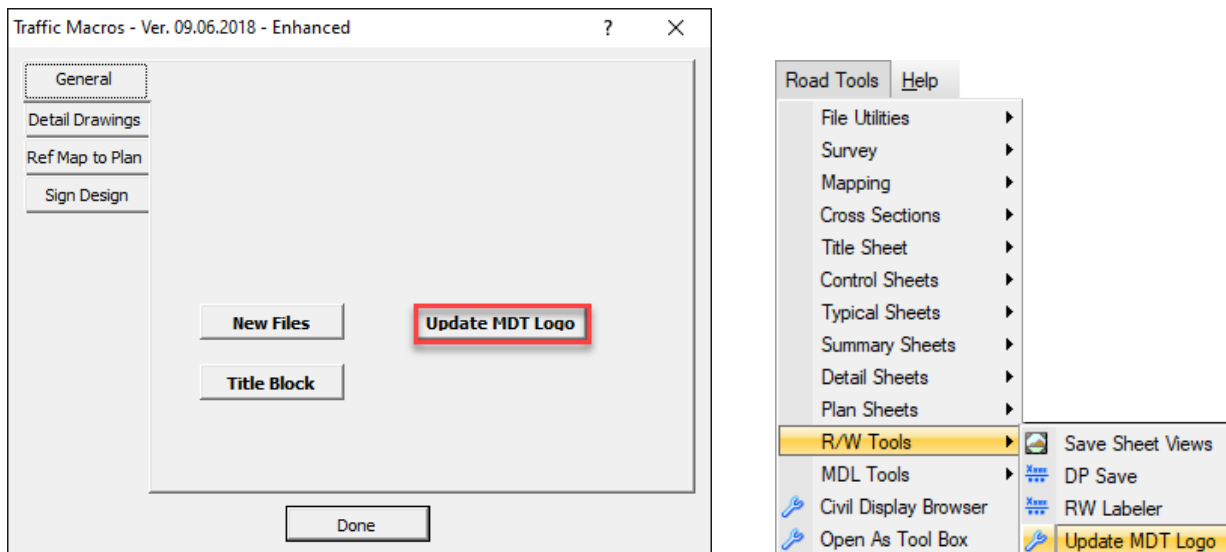 Traffic Macros - Ver. 09.06.2018 - Enhanced ?
General
Detail Drawings
Ref Map to Plan
Sign Design
New Files
Update MDT Logo
Title Block
Done
Road Tools Help
File Utilities
Survey
Mapping
Cross Sections
Title Sheet
Control Sheets
Typical Sheets
Summary Sheets
Detail Sheets
Plan Sheets
R/W Tools
MDL Tools
Civil Display Browser
Open As Tool Box
Save Sheet Views
DP Save
RW Labeler
Update MDT Logo